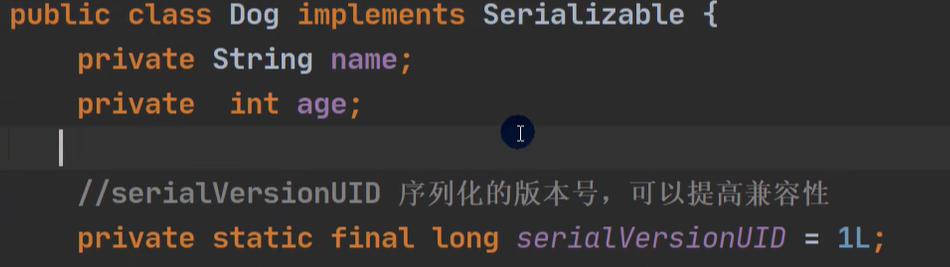 public class Dog implements Serializable {
private String name;
private  int age;
//serialVersionUID 序列化的版本号，可以提高兼容性
private static final long serialVersionUID = 1L;